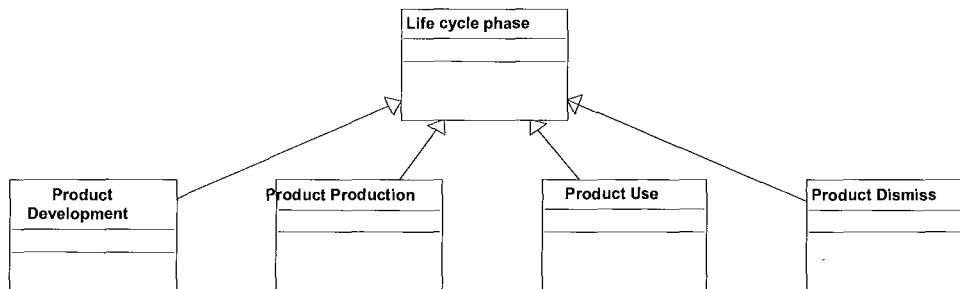 Life cycle phase
Product
Development
Product Production
Product Use
Product Dismiss